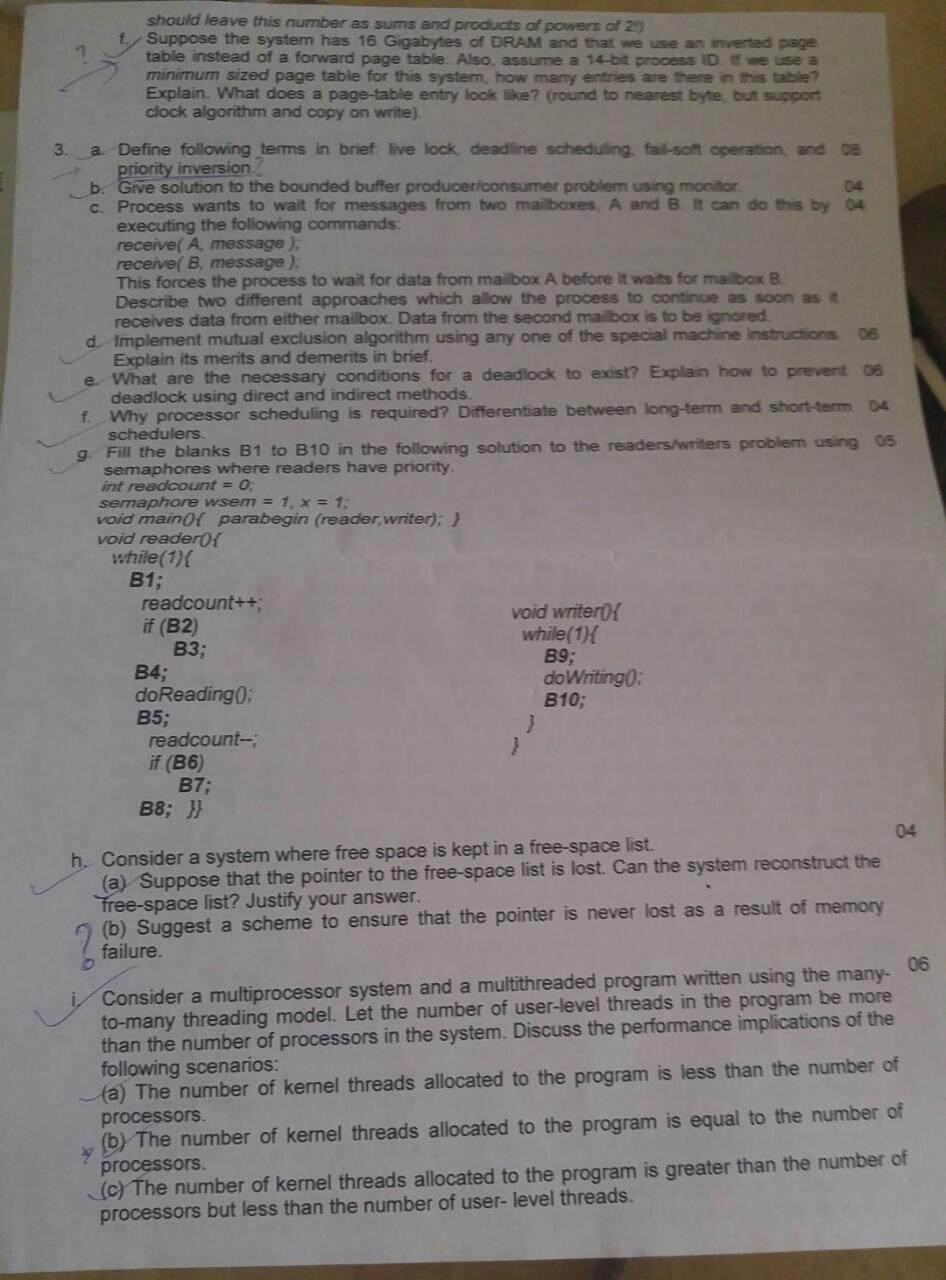 should leave this number as sums and products of powers of 2!)
? f. Suppose the system has 16 Gigabytes of DRAM and that we use an inverted page
table instead of a forward page table. Also, assume a 14-bit process ID. If we use a
minimum sized page table for this system, how many entries are there in this table?
Explain. What does a page-table entry look like? (round to nearest byte, but support
clock algorithm and copy on write).
3. a. Define following terms in brief: live lock, deadline scheduling, fail-soft operation, and 08
priority inversion. ?
b. Give solution to the bounded buffer producer/consumer problem using monitor. 04
c. Process wants to wait for messages from two mailboxes, A and B. It can do this by 04
executing the following commands:
receive( A, message );
receive( B, message );
This forces the process to wait for data from mailbox A before it waits for mailbox B.
Describe two different approaches which allow the process to continue as soon as it
receives data from either mailbox. Data from the second mailbox is to be ignored.
d. Implement mutual exclusion algorithm using any one of the special machine instructions. 06
Explain its merits and demerits in brief.
e. What are the necessary conditions for a deadlock to exist? Explain how to prevent 06
deadlock using direct and indirect methods.
f. Why processor scheduling is required? Differentiate between long-term and short-term 04
schedulers.
g. Fill the blanks B1 to B10 in the following solution to the readers/writers problem using 05
semaphores where readers have priority.
int readcount = 0;
semaphore wsem = 1, x = 1;
void main(){ parabegin (reader,writer); }
void reader(){
while(1){
B1;
readcount++;
if (B2)
B3;
B4;
doReading();
B5;
readcount--;
if (B6)
B7;
B8; }}
void writer(){
while(1){
B9;
doWriting();
B10;
}
}
h. Consider a system where free space is kept in a free-space list. 04
(a) Suppose that the pointer to the free-space list is lost. Can the system reconstruct the
free-space list? Justify your answer.
? (b) Suggest a scheme to ensure that the pointer is never lost as a result of memory
failure.
i. Consider a multiprocessor system and a multithreaded program written using the many- 06
to-many threading model. Let the number of user-level threads in the program be more
than the number of processors in the system. Discuss the performance implications of the
following scenarios:
(a) The number of kernel threads allocated to the program is less than the number of
processors.
? (b) The number of kernel threads allocated to the program is equal to the number of
processors.
(c) The number of kernel threads allocated to the program is greater than the number of
processors but less than the number of user- level threads.